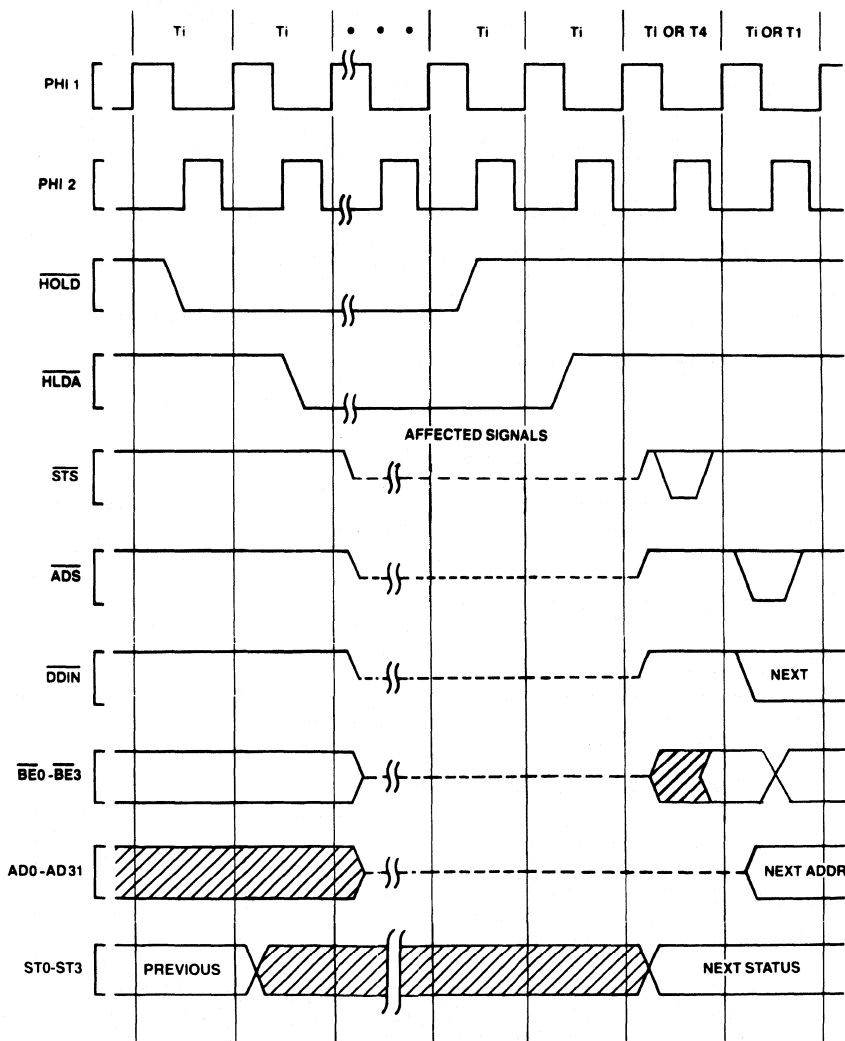 Ti Ti • • • Ti Ti TI OR T4 Ti OR T1
PHI 1
PHI 2
HOLD
HLDA
AFFECTED SIGNALS
STS
ADS
DDIN NEXT
BE0-BE3
AD0-AD31 NEXT ADDR
ST0-ST3 PREVIOUS NEXT STATUS